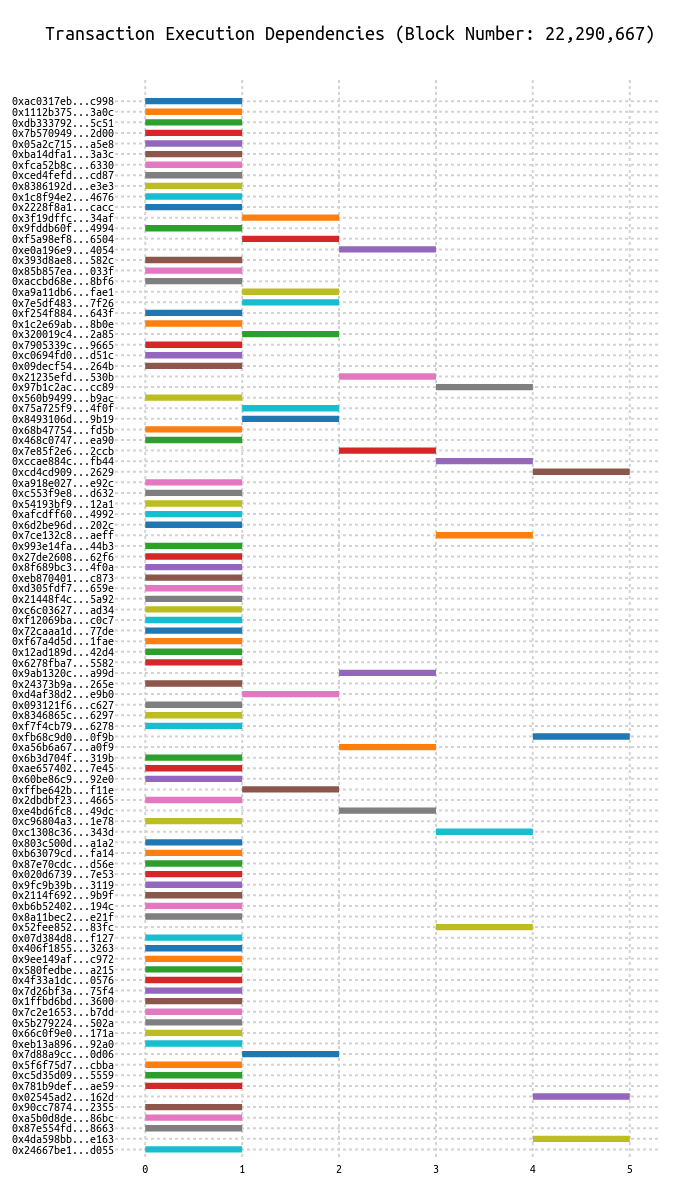 Transaction Execution Dependencies (Block Number: 22,290,667)
0xac0317eb...c998
0x1112b375...3a0c
0xdb333792...5c51
0x7b570949...2d00
0x05a2c715...a5e8
0xba14dfa1...3a3c
0xfca52b8c...6330
0xced4fefd...cd87
0x8386192d...e3e3
0x1c8f94e2...4676
0x2228f8a1...cacc
0x3f19dffc...34af
0x9fddb60f...4994
0xf5a98ef8...6504
0xe0a196e9...4054
0x393d8ae8...582c
0x85b857ea...033f
0xaccbd68e...8bf6
0xa9a11db6...fae1
0x7e5df483...7f26
0xf254f884...643f
0x1c2e69ab...8b0e
0x320019c4...2a85
0x7905339c...9665
0xc0694fd0...d51c
0x09decf54...264b
0x21235efd...530b
0x97b1c2ac...cc89
0x560b9499...b9ac
0x75a725f9...4f0f
0x8493106d...9b19
0x68b47754...fd5b
0x468c0747...ea90
0x7e85f2e6...2ccb
0xccae884c...fb44
0xcd4cd909...2629
0xa918e027...e92c
0xc553f9e8...d632
0x54193bf9...12a1
0xafcdff60...4992
0x6d2be96d...202c
0x7ce132c8...aeff
0x993e14fa...44b3
0x27de2608...62f6
0x8f689bc3...4f0a
0xeb870401...c873
0xd305fdf7...659e
0x21448f4c...5a92
0xc6c03627...ad34
0xf12069ba...c0c7
0x72caaa1d...77de
0xf67a4d5d...1fae
0x12ad189d...42d4
0x6278fba7...5582
0x9ab1320c...a99d
0x24373b9a...265e
0xd4af38d2...e9b0
0x093121f6...c627
0x8346865c...6297
0xf7f4cb79...6278
0xfb68c9d0...0f9b
0xa56b6a67...a0f9
0x6b3d704f...319b
0xae657402...7e45
0x60be86c9...92e0
0xffbe642b...f11e
0x2dbdbf23...4665
0xe4bd6fc8...49dc
0xc96804a3...1e78
0xc1308c36...343d
0x803c500d...a1a2
0xb63079cd...fa14
0x87e70cdc...d56e
0x020d6739...7e53
0x9fc9b39b...3119
0x2114f692...9b9f
0xb6b52402...194c
0x8a11bec2...e21f
0x52fee852...83fc
0x07d384d8...f127
0x406f1855...3263
0x9ee149af...c972
0x580fedbe...a215
0x4f33a1dc...0576
0x7d26bf3a...75f4
0x1ffbd6bd...3600
0x7c2e1653...b7dd
0x5b279224...502a
0x66c0f9e0...171a
0xeb13a896...92a0
0x7d88a9cc...0d06
0x5f6f75d7...cbba
0xc5d35d09...5559
0x781b9def...ae59
0x02545ad2...162d
0x90cc7874...2355
0xa5b0d8de...86bc
0x87e554fd...8663
0x4da598bb...e163
0x24667be1...d055
0 1 2 3 4 5